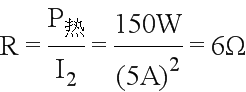 R = P热/I₂ = 150W/(5A)² = 6Ω